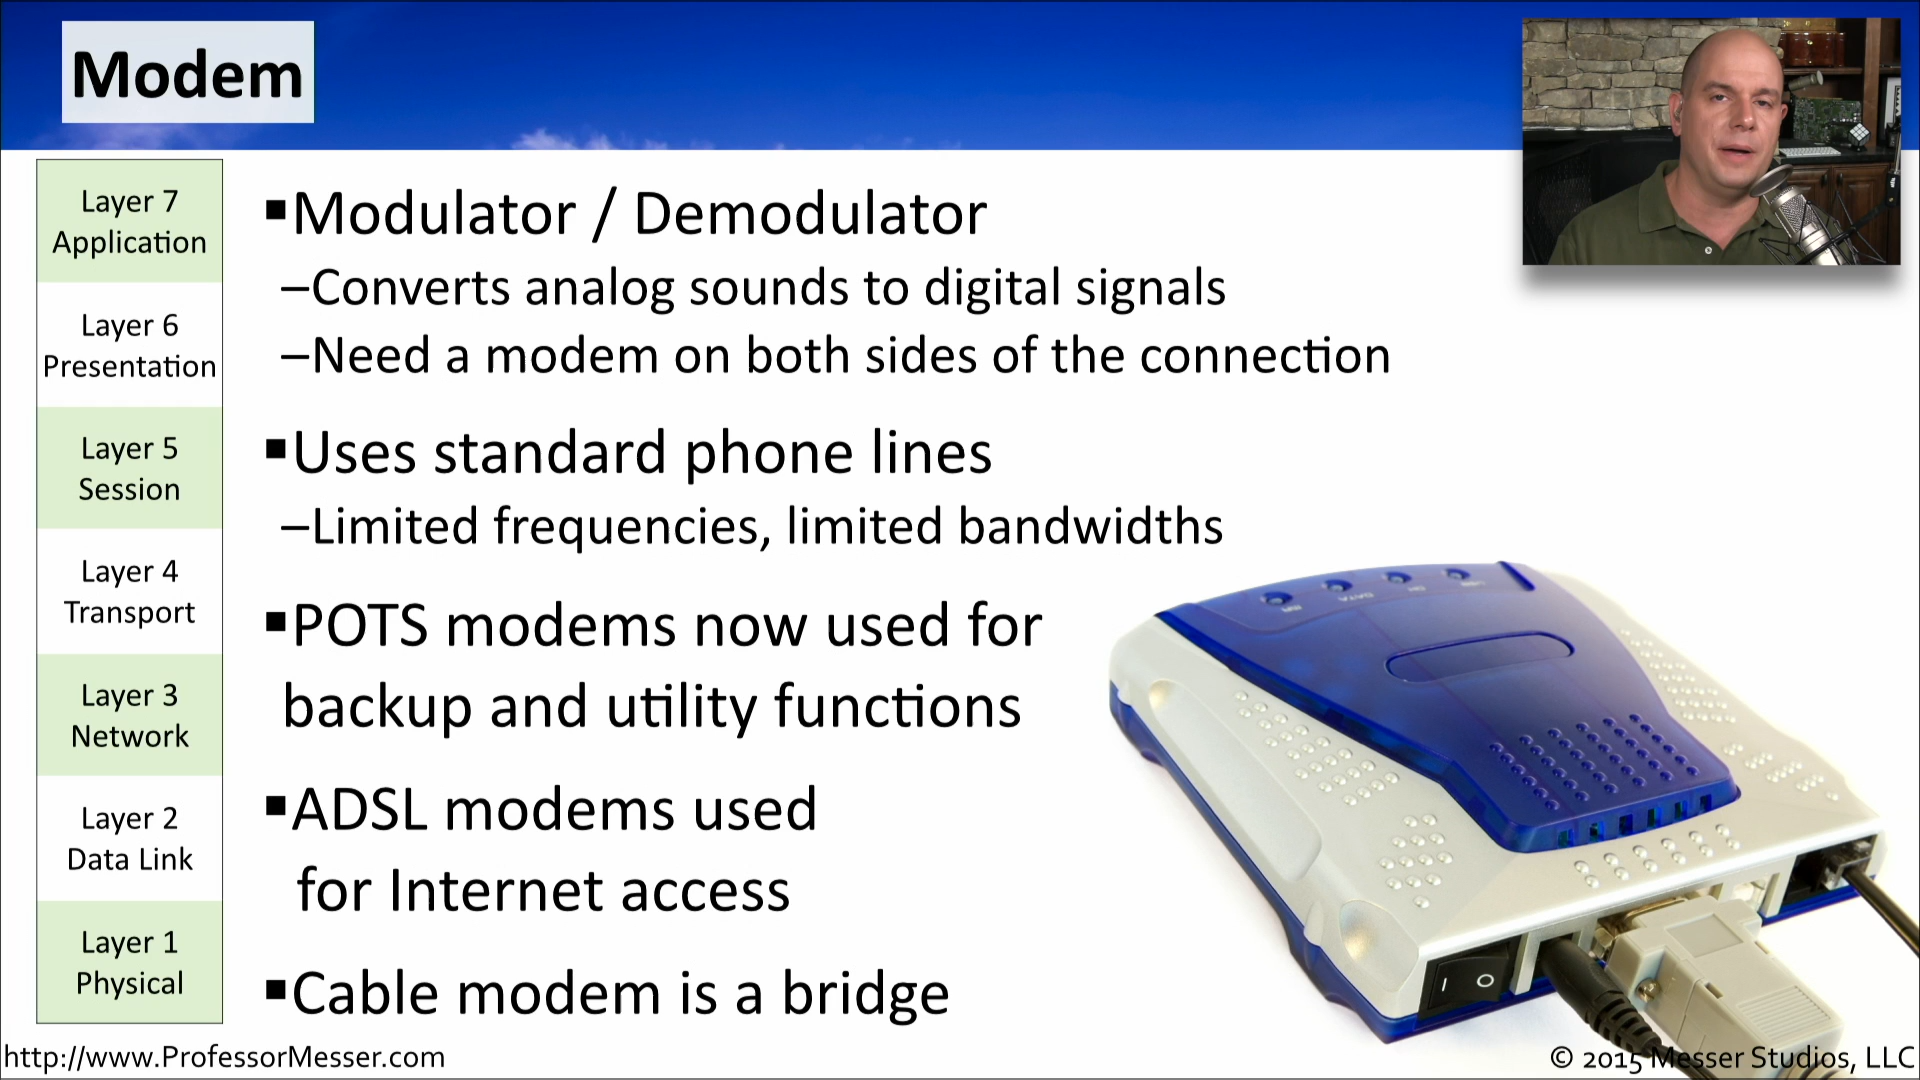 Modem
Layer 7
Application
Layer 6
Presentation
Layer 5
Session
Layer 4
Transport
Layer 3
Network
Layer 2
Data Link
Layer 1
Physical
▪Modulator / Demodulator
–Converts analog sounds to digital signals
–Need a modem on both sides of the connection
▪Uses standard phone lines
–Limited frequencies, limited bandwidths
▪POTS modems now used for
backup and utility functions
▪ADSL modems used
for Internet access
▪Cable modem is a bridge
http://www.ProfessorMesser.com
© 2015 Messer Studios, LLC